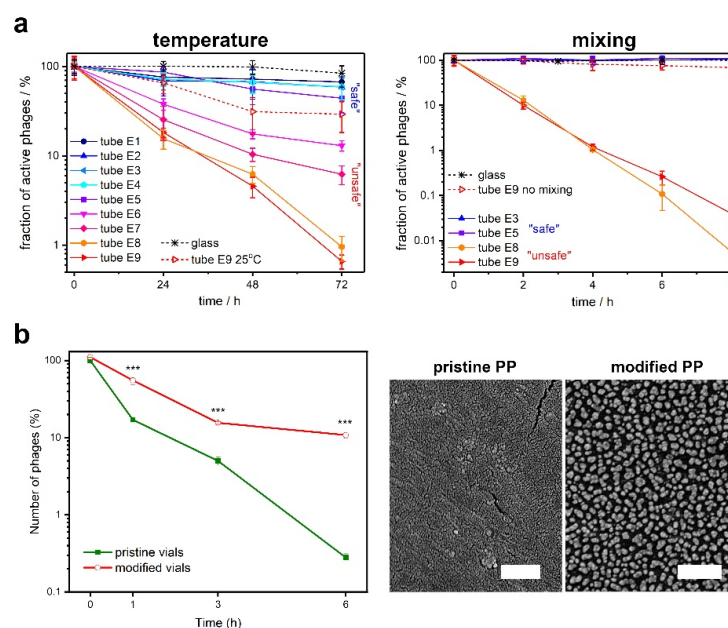 a
temperature
mixing
fraction of active phages / %
100
10
1
0
24
48
72
time / h
"safe"
"unsafe"
tube E1
tube E2
tube E3
tube E4
tube E5
tube E6
tube E7
tube E8
tube E9
glass
tube E9 25°C
fraction of active phages / %
100
10
1
0.1
0.01
0
2
4
6
time / h
glass
tube E9 no mixing
tube E3
tube E5
"safe"
tube E8
tube E9
"unsafe"
b
Number of phages (%)
100
10
1
0.1
0
1
3
6
Time (h)
***
***
***
pristine vials
modified vials
pristine PP
modified PP